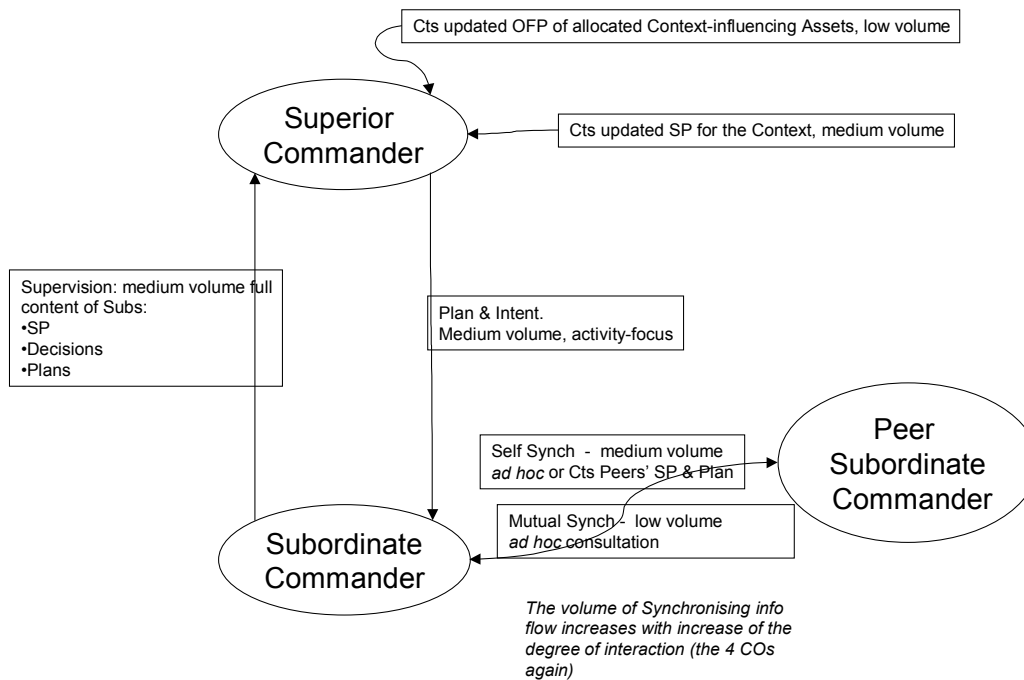 Cts updated OFP of allocated Context-influencing Assets, low volume
Superior
Commander
Cts updated SP for the Context, medium volume
Supervision: medium volume full
content of Subs:
•SP
•Decisions
•Plans
Plan & Intent.
Medium volume, activity-focus
Peer
Subordinate
Commander
Self Synch  -  medium volume
ad hoc or Cts Peers' SP & Plan
Mutual Synch -  low volume
ad hoc consultation
Subordinate
Commander
The volume of Synchronising info
flow increases with increase of the
degree of interaction (the 4 COs
again)